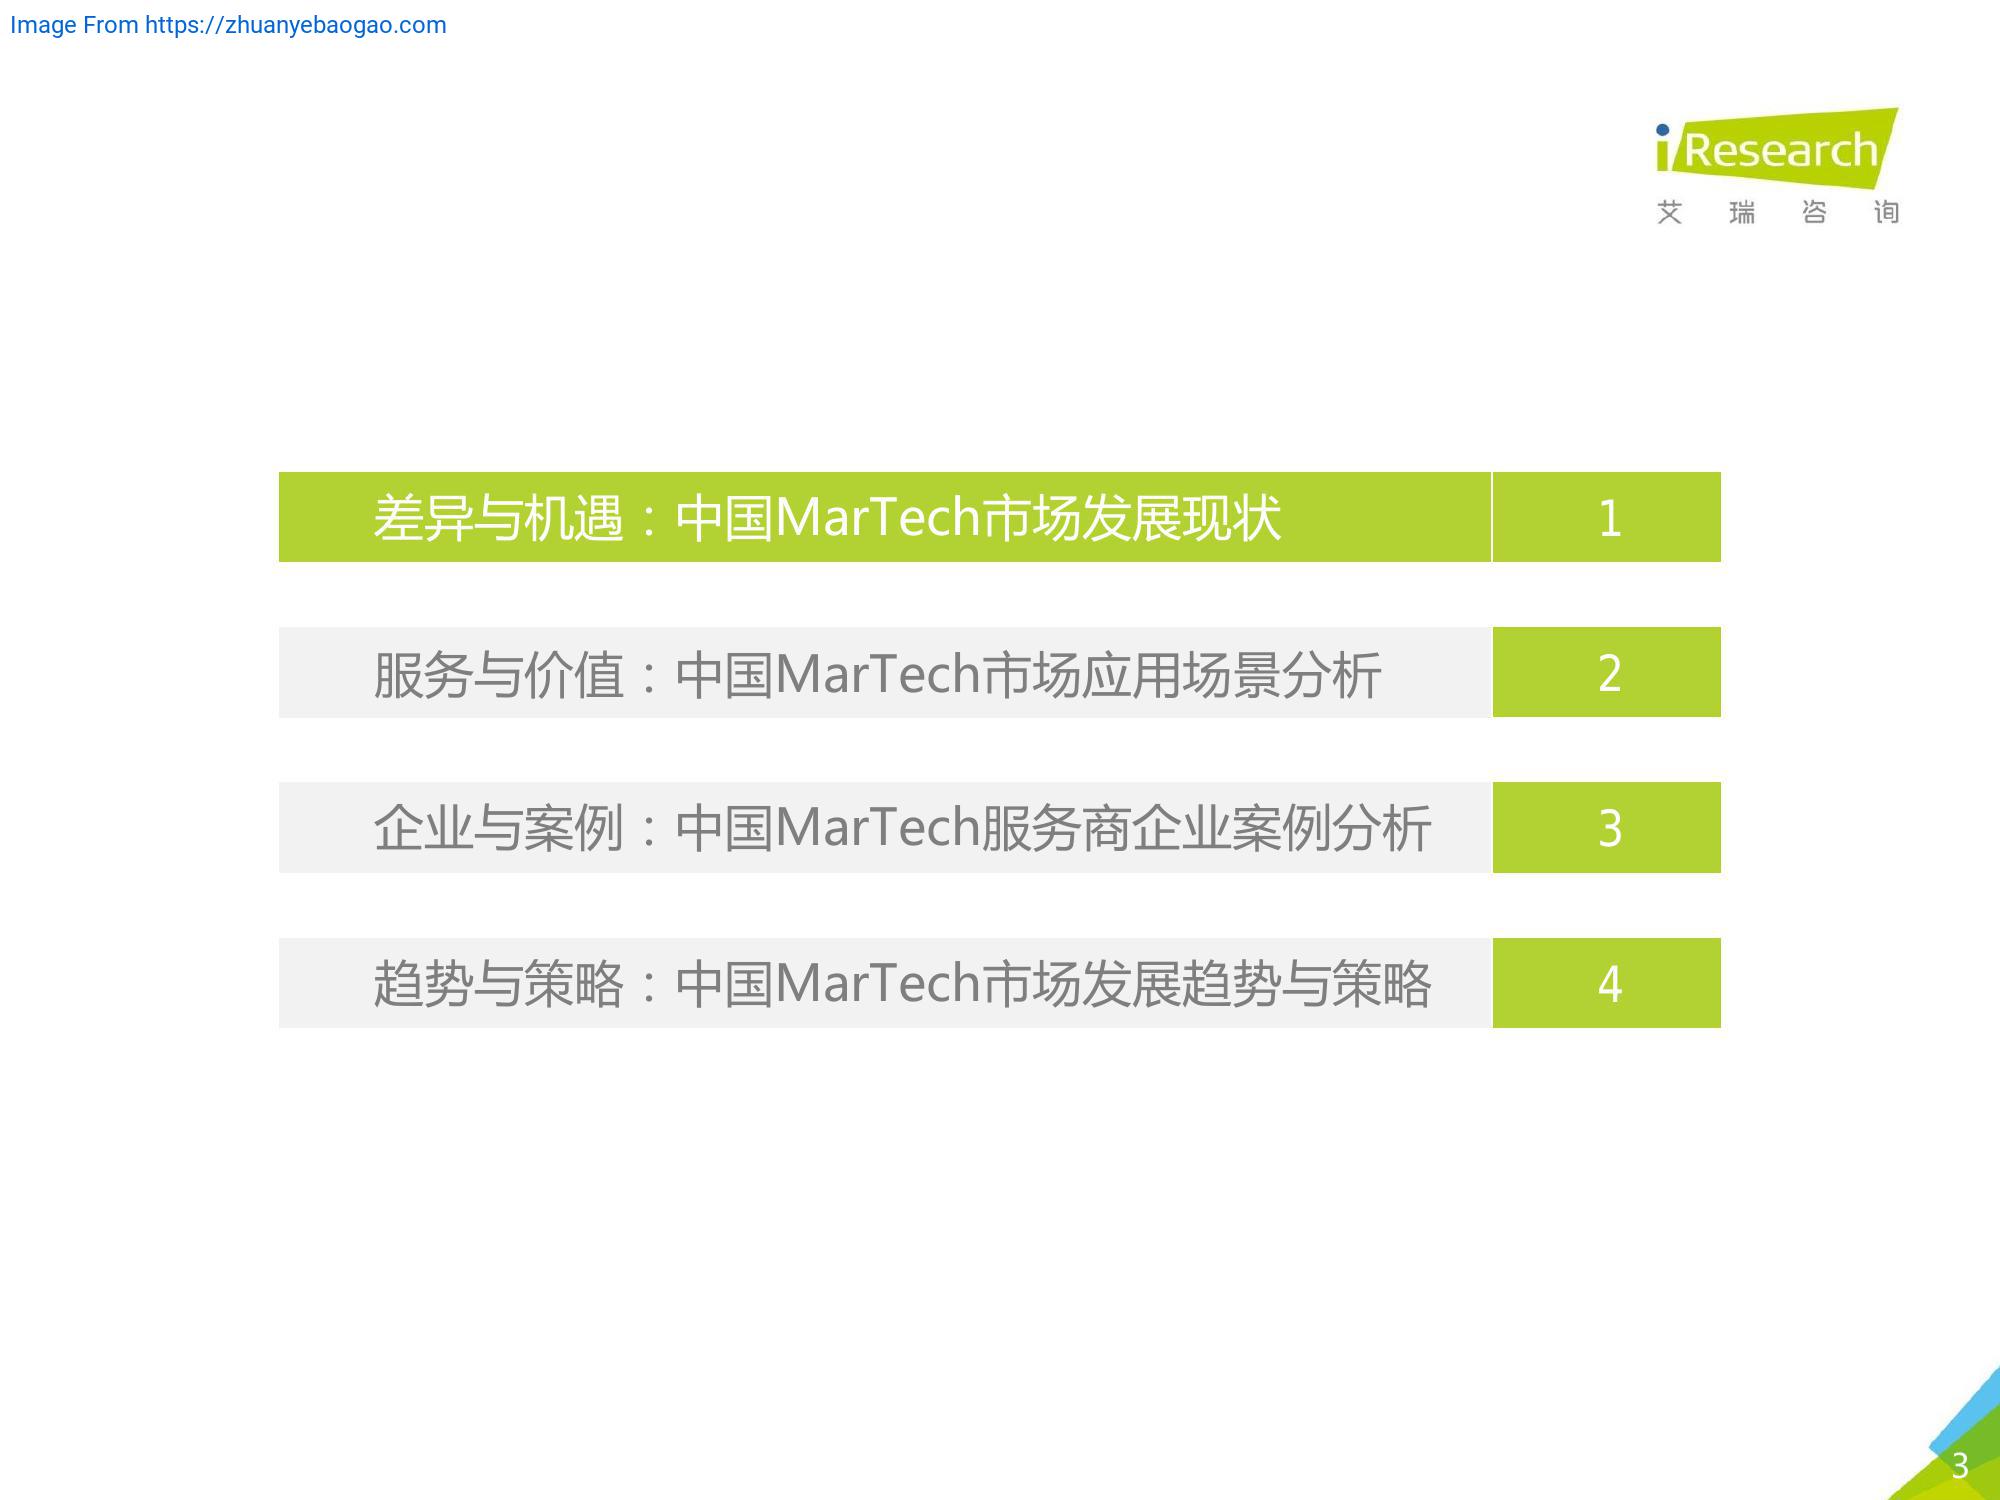 Image From https://zhuanyebaogao.com
iResearch
艾瑞咨询
差异与机遇：中国MarTech市场发展现状 1
服务与价值：中国MarTech市场应用场景分析 2
企业与案例：中国MarTech服务商企业案例分析 3
趋势与策略：中国MarTech市场发展趋势与策略 4
3